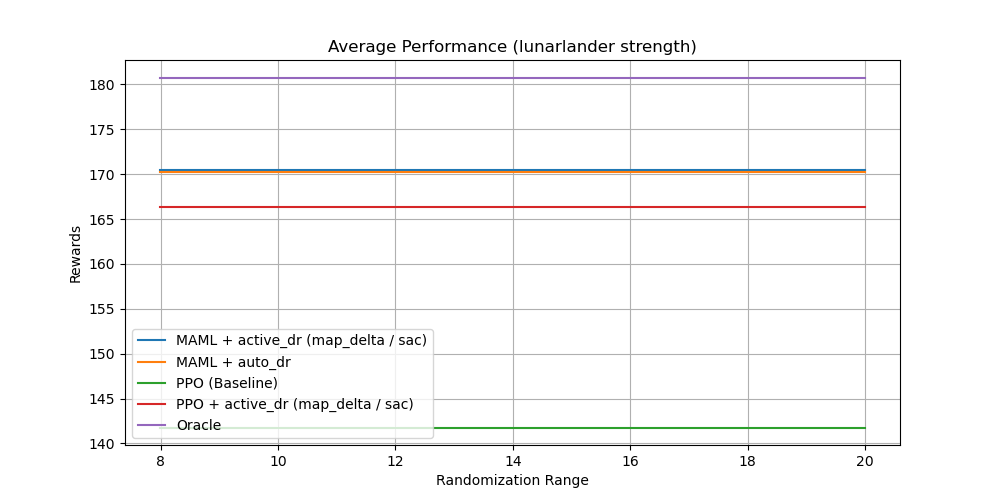 Average Performance (lunarlander strength)
Rewards
180
175
170
165
160
155
150
145
140
MAML + active_dr (map_delta / sac)
MAML + auto_dr
PPO (Baseline)
PPO + active_dr (map_delta / sac)
Oracle
8 10 12 14 16 18 20
Randomization Range